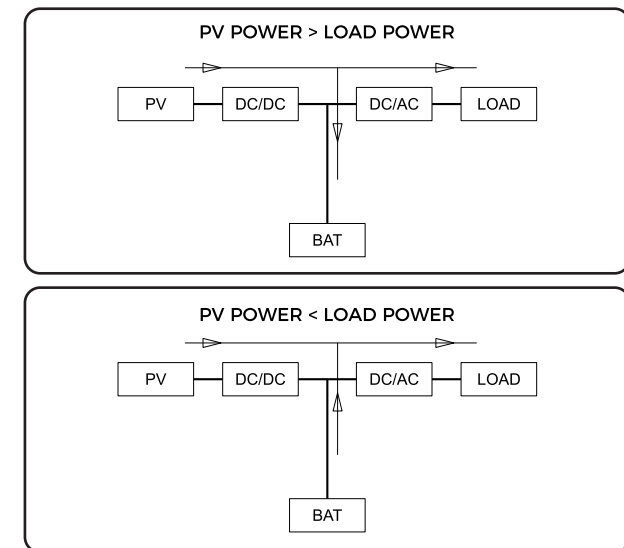 PV POWER > LOAD POWER
PV DC/DC DC/AC LOAD
BAT
PV POWER < LOAD POWER
PV DC/DC DC/AC LOAD
BAT